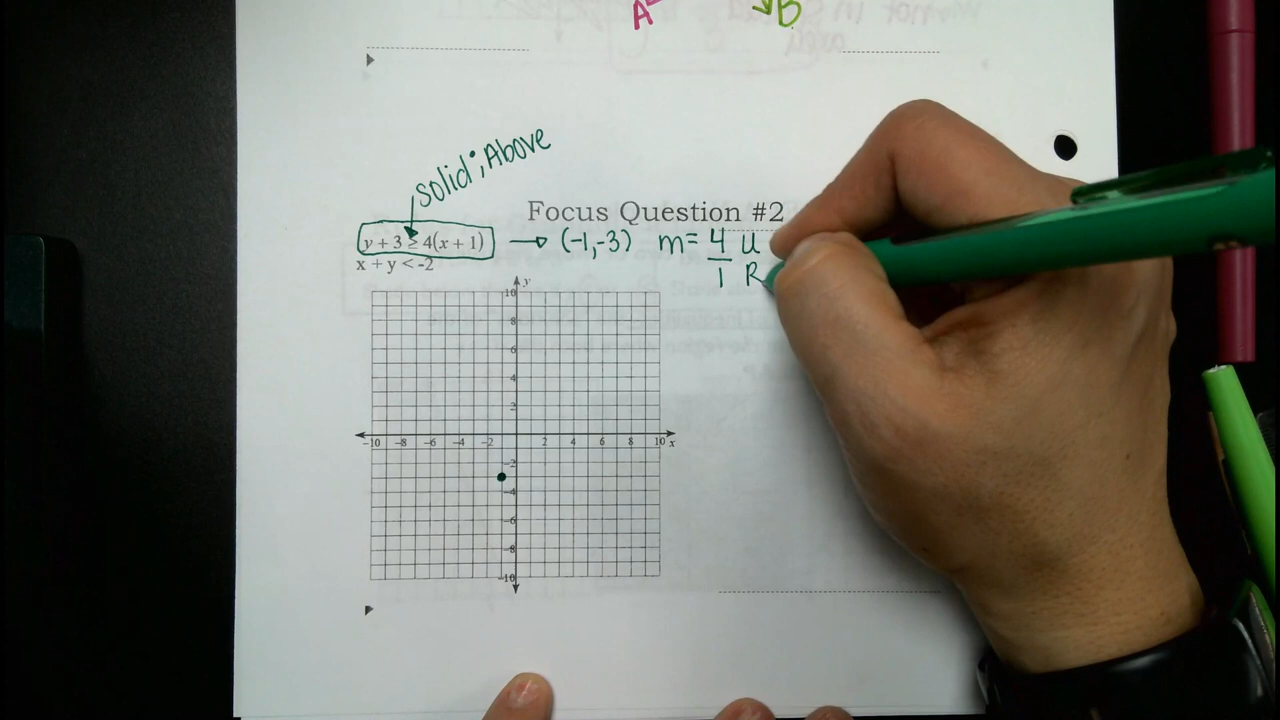 A B
solid; Above
Focus Question #2
y + 3 ≥ 4(x + 1) → (-1,-3) m= 4/1 U R
x + y < -2
y
10
8
6
4
2
-10 -8 -6 -4 -2 2 4 6 8 10 x
-2
-4
-6
-8
-10